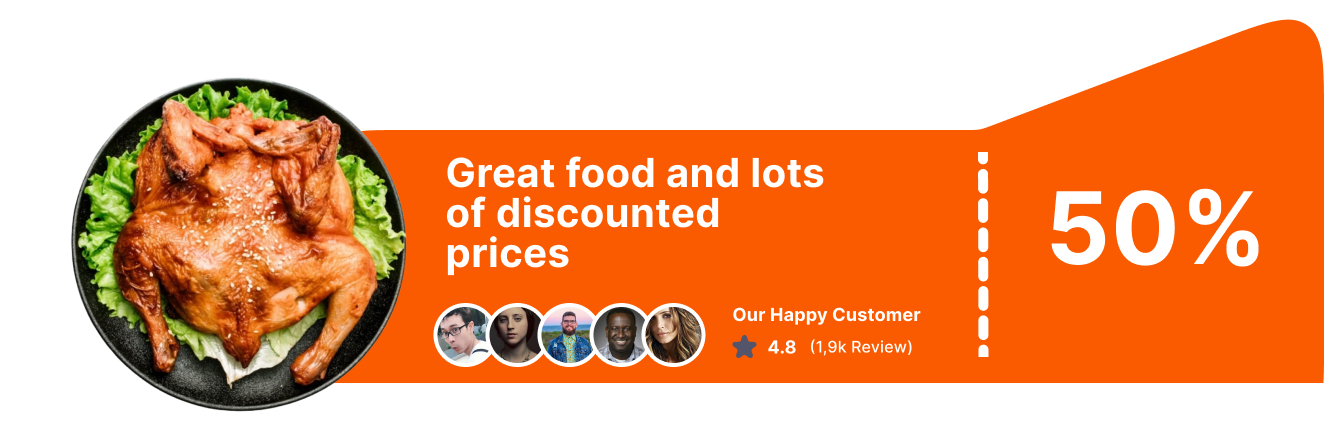 Great food and lots
of discounted
prices
Our Happy Customer
4.8 (1,9k Review)
50%